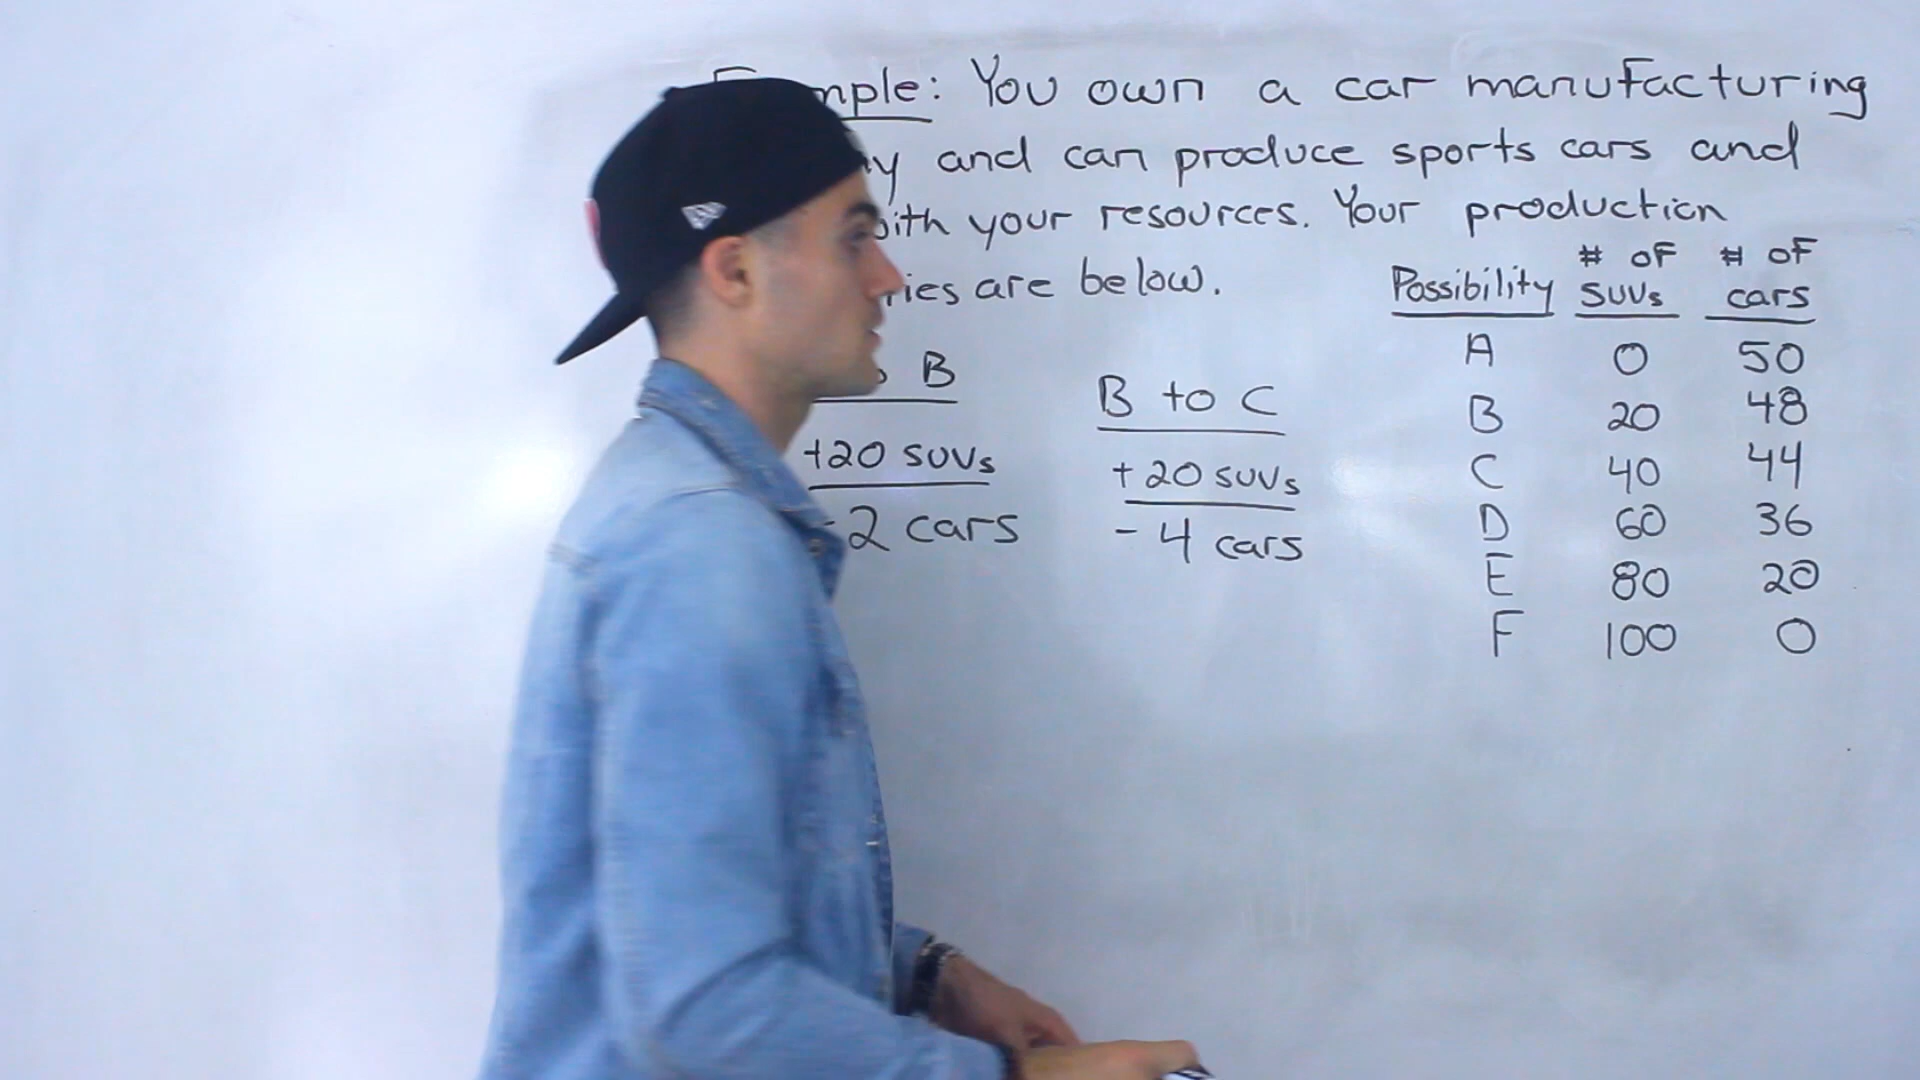 mple: You own a car manufacturing
y and can produce sports cars and
ith your resources. Your production
ries are below.
Possibility # of SUVs # of cars
A 0 50
B 20 48
C 40 44
D 60 36
E 80 20
F 100 0
B
+20 SUVs
-2 cars
B to C
+20 SUVs
-4 cars